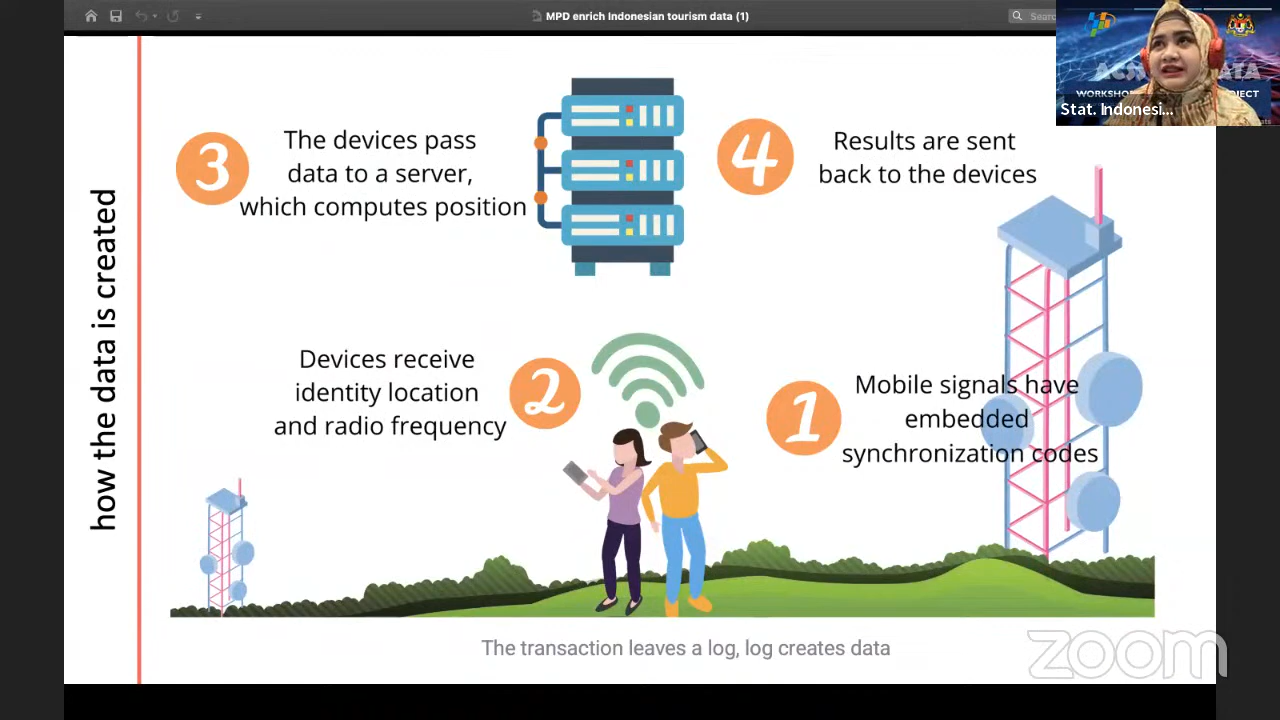 MPD enrich Indonesian tourism data (1)
WORKSHO
JECT
Stat. Indonesi...
how the data is created
3
The devices pass
data to a server,
which computes position
4
Results are sent
back to the devices
2
Devices receive
identity location
and radio frequency
1
Mobile signals have
embedded
synchronization codes
The transaction leaves a log, log creates data
zoom